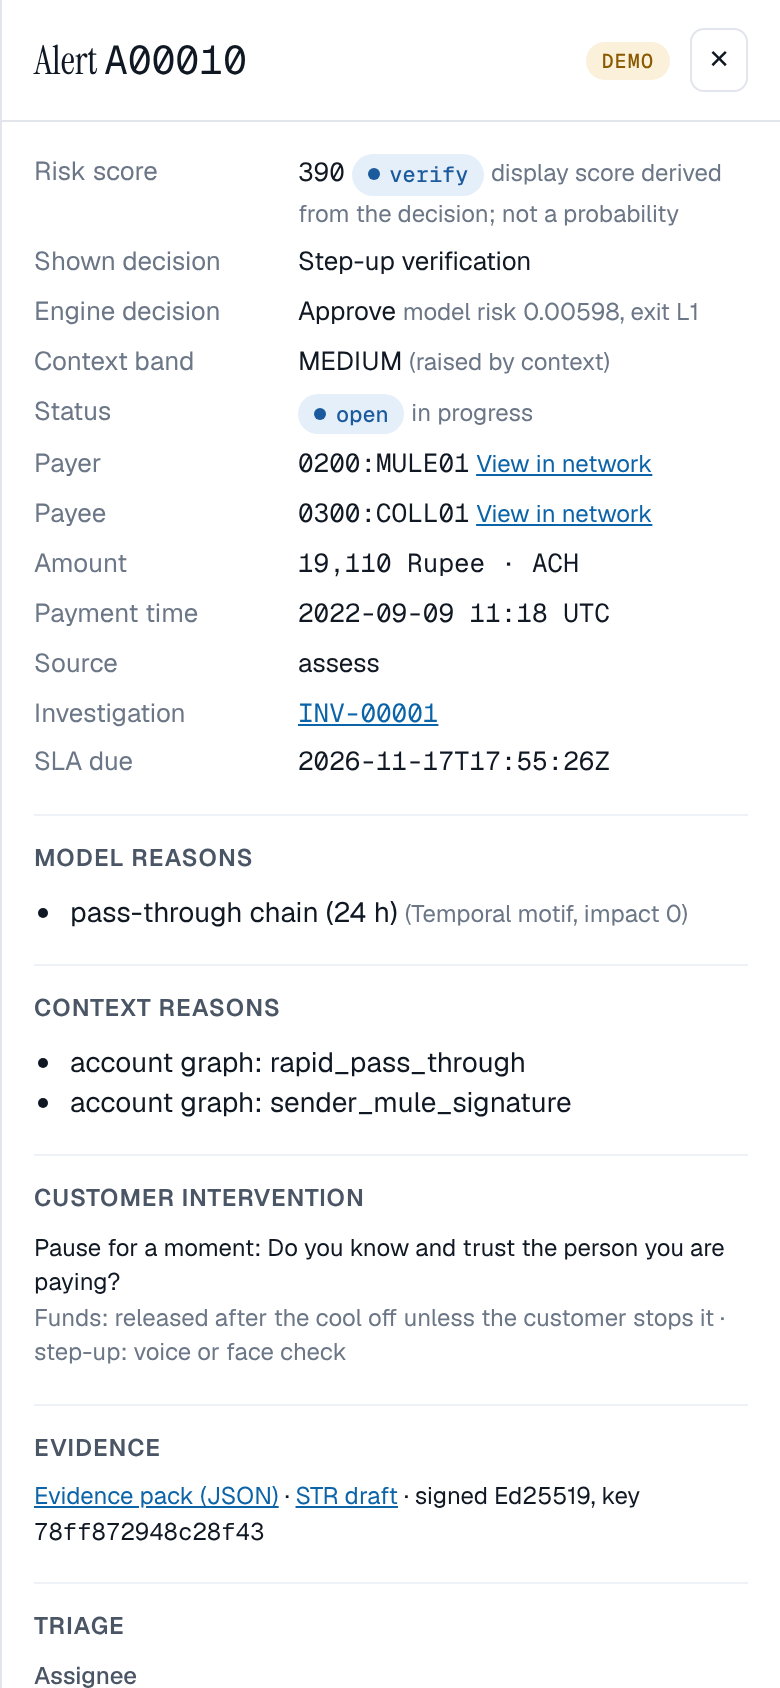 Alert A00010
DEMO
×
Risk score 390 verify display score derived
from the decision; not a probability
Shown decision Step-up verification
Engine decision Approve model risk 0.00598, exit L1
Context band MEDIUM (raised by context)
Status open in progress
Payer 0200:MULE01 View in network
Payee 0300:COLL01 View in network
Amount 19,110 Rupee · ACH
Payment time 2022-09-09 11:18 UTC
Source assess
Investigation INV-00001
SLA due 2026-11-17T17:55:26Z
MODEL REASONS
• pass-through chain (24 h) (Temporal motif, impact 0)
CONTEXT REASONS
• account graph: rapid_pass_through
• account graph: sender_mule_signature
CUSTOMER INTERVENTION
Pause for a moment: Do you know and trust the person you are
paying?
Funds: released after the cool off unless the customer stops it ·
step-up: voice or face check
EVIDENCE
Evidence pack (JSON) · STR draft · signed Ed25519, key
78ff872948c28f43
TRIAGE
Assignee